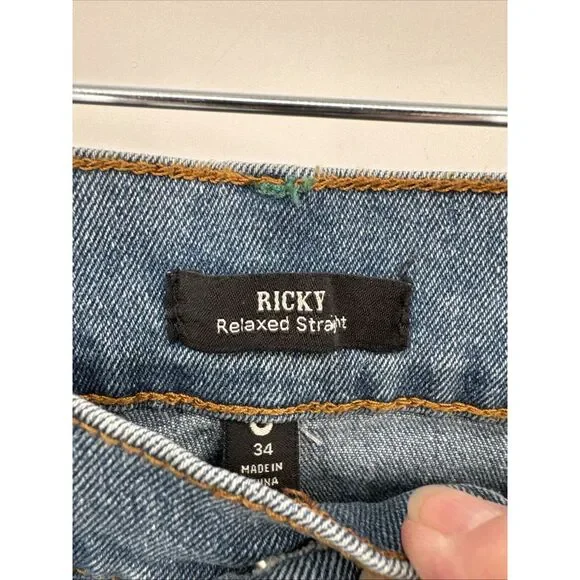 RICKY
Relaxed Straight
34
MADE IN